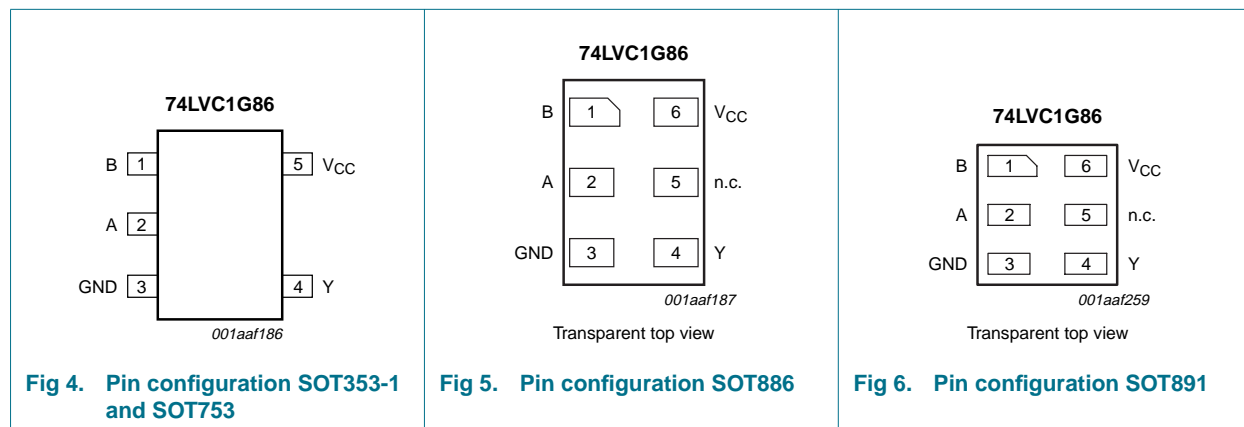 74LVC1G86
B 1 5 VCC
A 2
GND 3 4 Y
001aaf186
Fig 4. Pin configuration SOT353-1
and SOT753
74LVC1G86
B 1 6 VCC
A 2 5 n.c.
GND 3 4 Y
001aaf187
Transparent top view
Fig 5. Pin configuration SOT886
74LVC1G86
B 1 6 VCC
A 2 5 n.c.
GND 3 4 Y
001aaf259
Transparent top view
Fig 6. Pin configuration SOT891